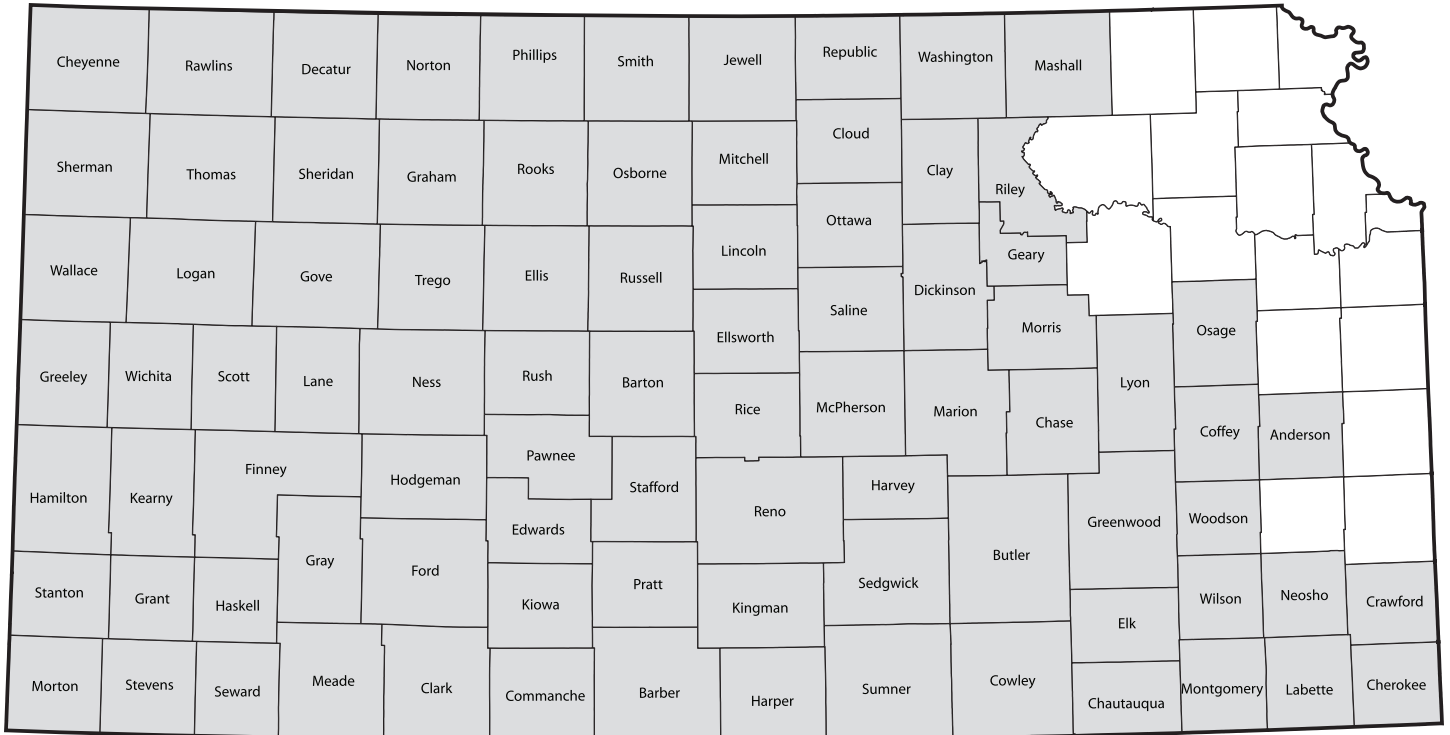 Cheyenne
Rawlins
Decatur
Norton
Phillips
Smith
Jewell
Republic
Washington
Mashall
Sherman
Thomas
Sheridan
Graham
Rooks
Osborne
Mitchell
Cloud
Clay
Riley
Ottawa
Lincoln
Geary
Wallace
Logan
Gove
Trego
Ellis
Russell
Dickinson
Saline
Ellsworth
Morris
Osage
Greeley
Wichita
Scott
Lane
Ness
Rush
Barton
Rice
McPherson
Marion
Chase
Lyon
Coffey
Anderson
Hamilton
Kearny
Finney
Hodgeman
Pawnee
Stafford
Edwards
Reno
Harvey
Greenwood
Woodson
Butler
Gray
Ford
Stanton
Grant
Haskell
Kiowa
Pratt
Kingman
Sedgwick
Elk
Wilson
Neosho
Crawford
Morton
Stevens
Seward
Meade
Clark
Commanche
Barber
Harper
Sumner
Cowley
Chautauqua
Montgomery
Labette
Cherokee